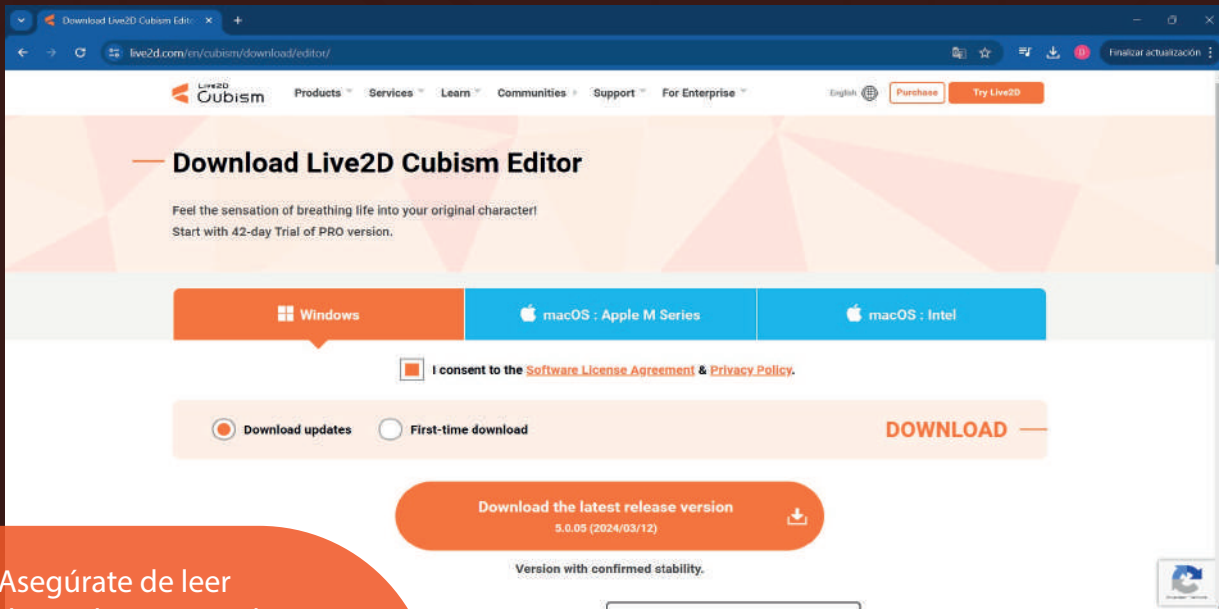 Download Live2D Cubism Edito
live2d.com/en/cubism/download/editor/
Finalizar actualización
Live2D
Cubism
Products
Services
Learn
Communities
Support
For Enterprise
English
Purchase
Try Live2D
Download Live2D Cubism Editor
Feel the sensation of breathing life into your original character!
Start with 42-day Trial of PRO version.
Windows
macOS : Apple M Series
macOS : Intel
I consent to the Software License Agreement & Privacy Policy.
Download updates
First-time download
DOWNLOAD
Download the latest release version
5.0.05 (2024/03/12)
Version with confirmed stability.
Asegúrate de leer